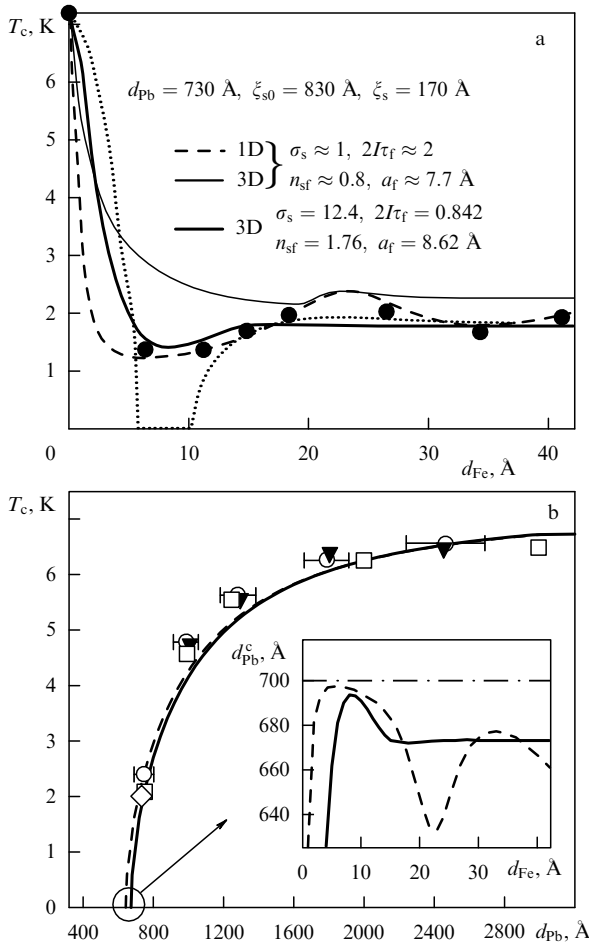 T_c, K
a
7
6
5
4
3
2
1
0
10
20
30
40
d_Fe, Å
d_Pb = 730 Å, ξ_s0 = 830 Å, ξ_s = 170 Å
1D
3D
} σ_s ≈ 1, 2Iτ_f ≈ 2
n_sf ≈ 0.8, a_f ≈ 7.7 Å
3D
σ_s = 12.4, 2Iτ_f = 0.842
n_sf = 1.76, a_f = 8.62 Å
T_c, K
b
6
5
4
3
2
1
0
400
800
1200
1600
2000
2400
2800
d_Pb, Å
d^c_Pb, Å
700
680
660
640
0
10
20
30
d_Fe, Å